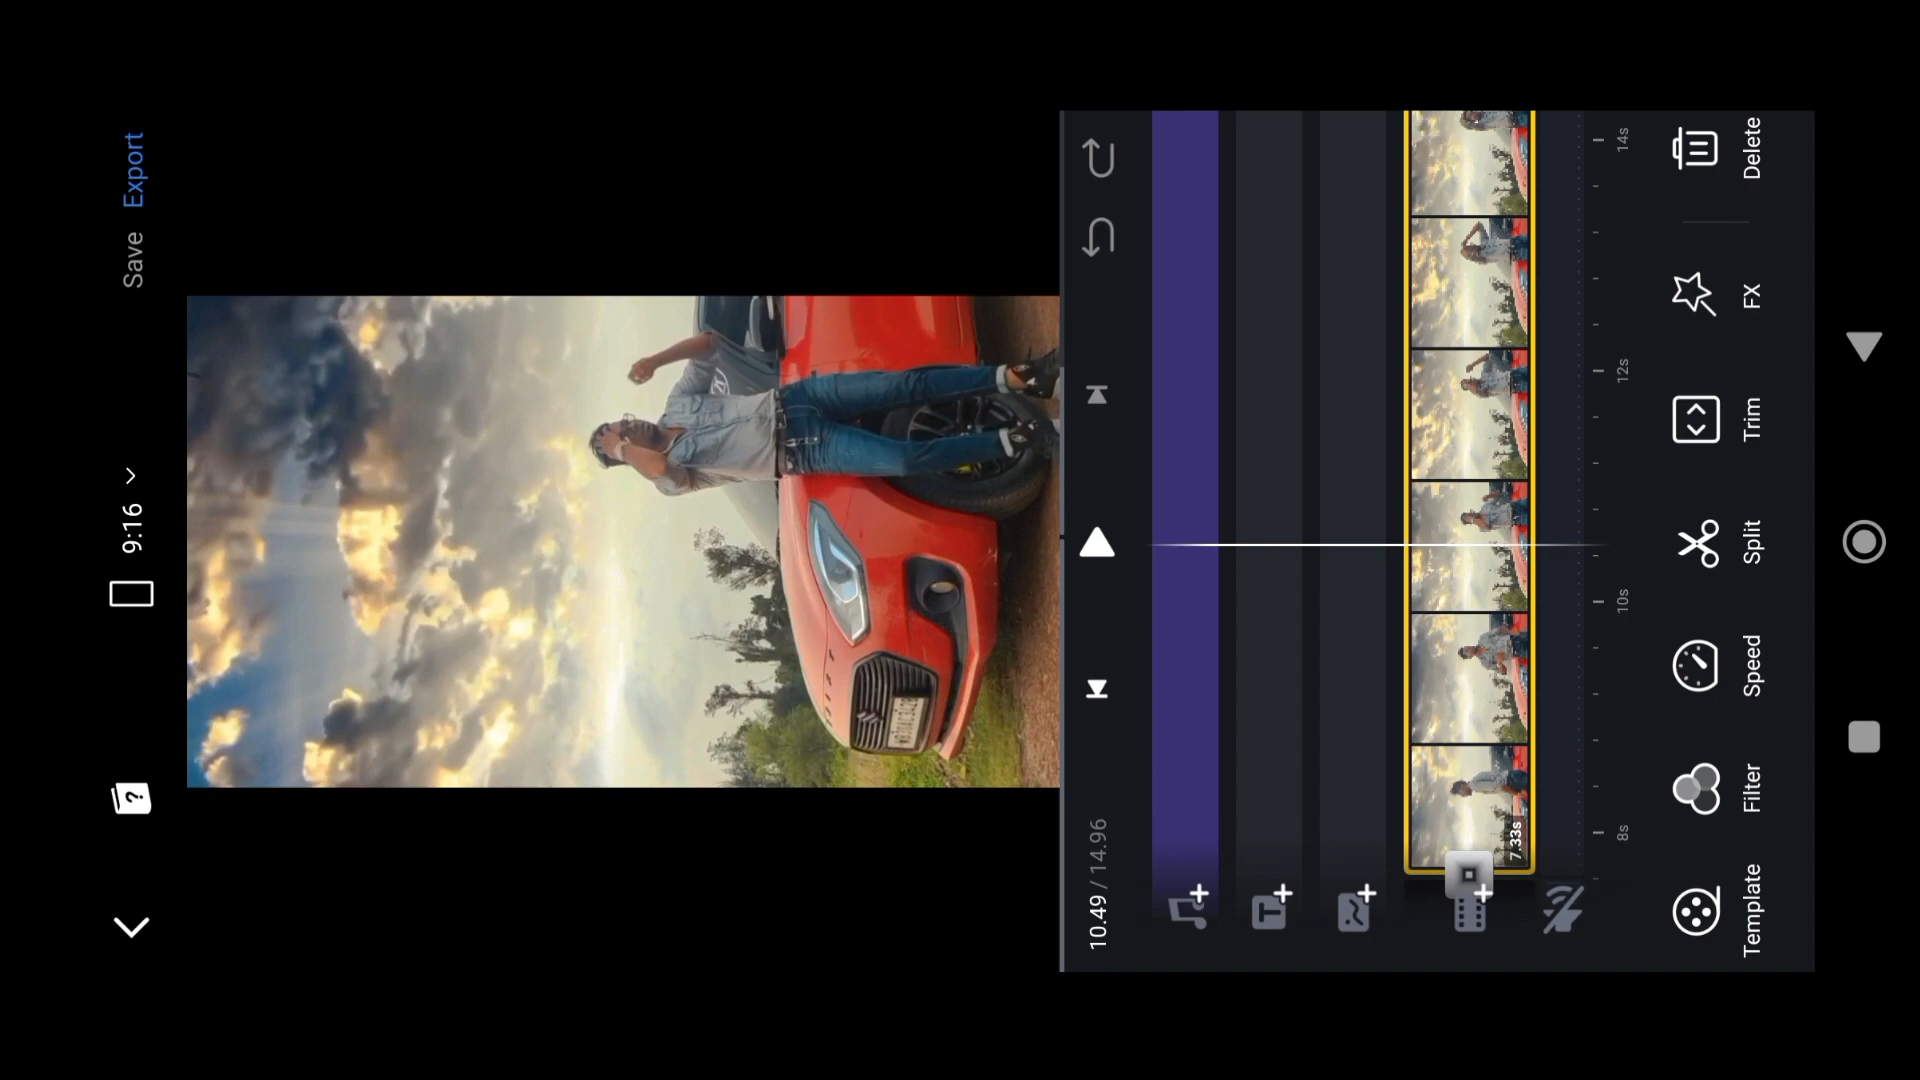 9:16
Save
Export
10.49 / 14.96
7.33s
8s
10s
12s
14s
Template
Filter
Speed
Split
Trim
FX
Delete